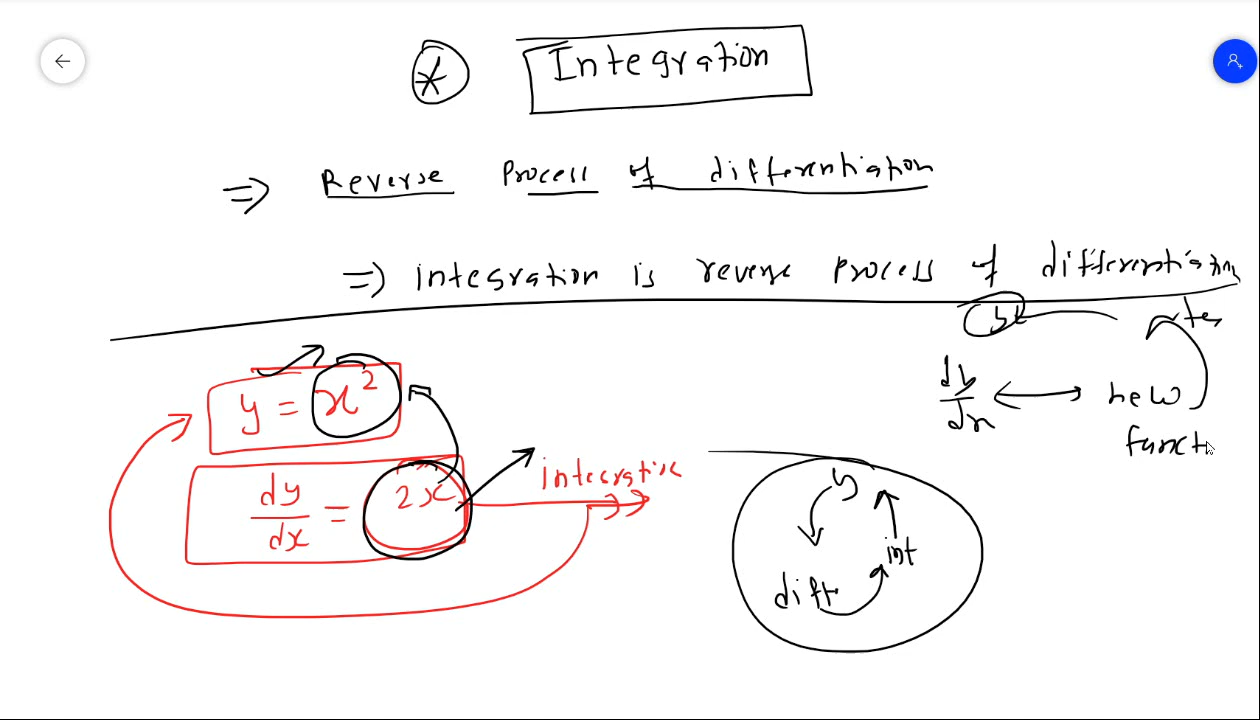 * Integration
⇒ Reverse Process of differentiation
⇒ integration is reverse process of differentiation
y = x²
dy/dx = 2x
integration
dy/dx ↔ new
funct
y
int
diff